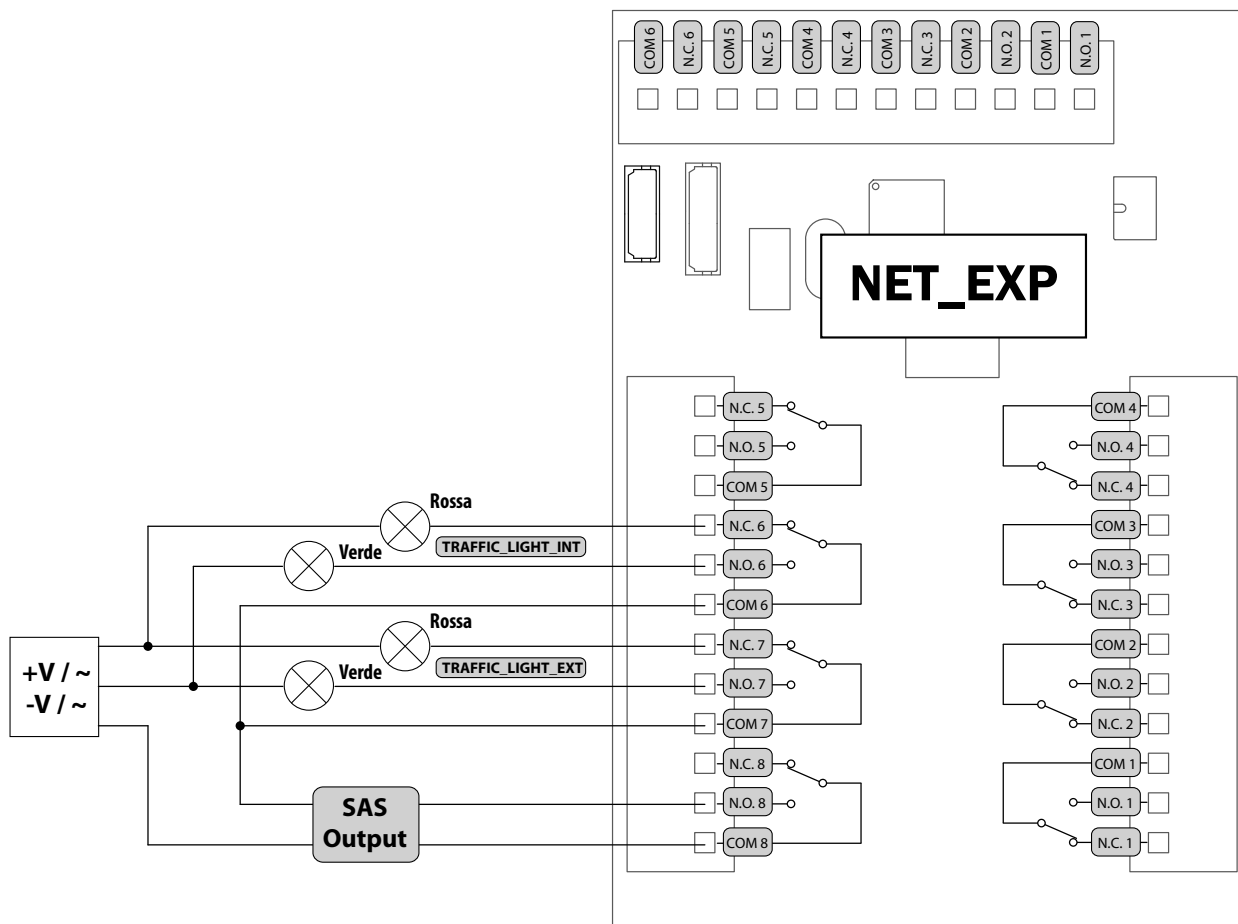 COM 6
N.C. 6
COM 5
N.C. 5
COM 4
N.C. 4
COM 3
N.C. 3
COM 2
N.O. 2
COM 1
N.O. 1
NET_EXP
N.C. 5
N.O. 5
COM 5
N.C. 6
N.O. 6
COM 6
N.C. 7
N.O. 7
COM 7
N.C. 8
N.O. 8
COM 8
COM 4
N.O. 4
N.C. 4
COM 3
N.O. 3
N.C. 3
COM 2
N.O. 2
N.C. 2
COM 1
N.O. 1
N.C. 1
Rossa
TRAFFIC_LIGHT_INT
Verde
Rossa
TRAFFIC_LIGHT_EXT
Verde
+V / ~
-V / ~
SAS
Output